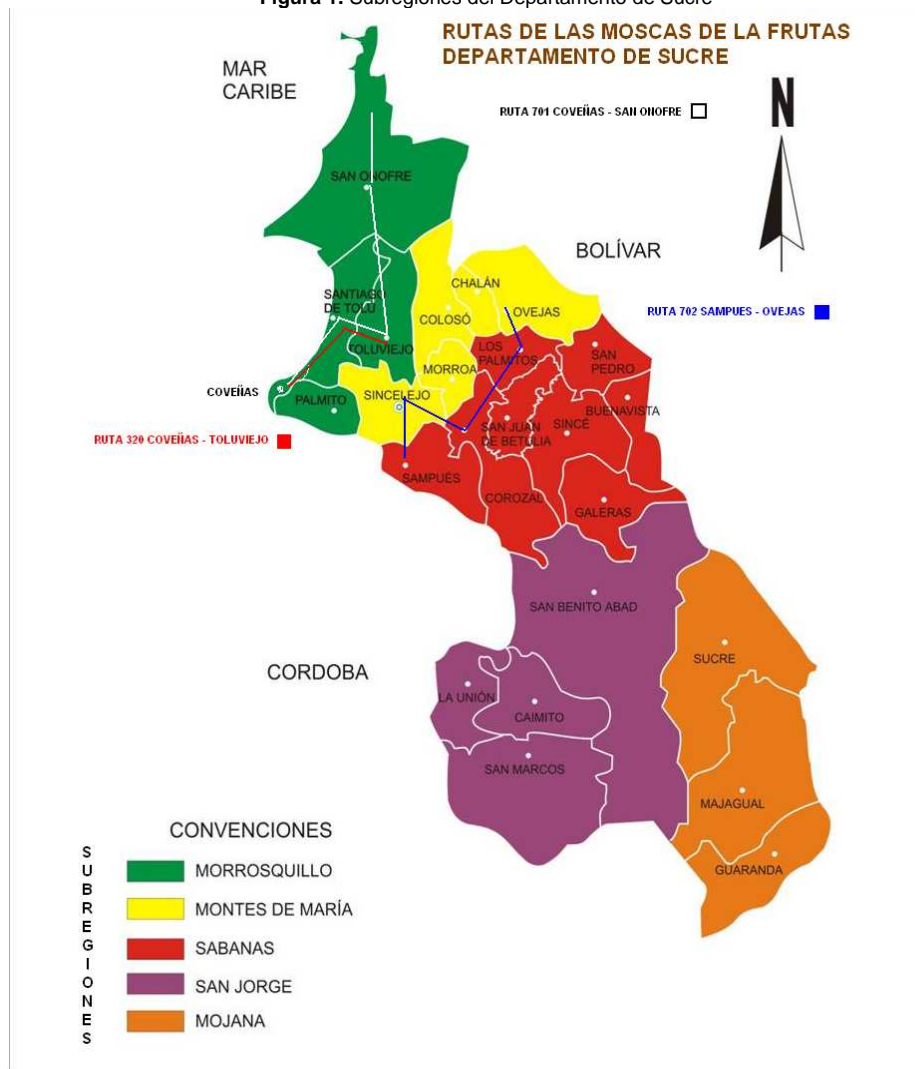 Figura 1. Subregiones del Departamento de Sucre
RUTAS DE LAS MOSCAS DE LA FRUTAS
DEPARTAMENTO DE SUCRE
MAR
CARIBE
RUTA 701 COVEÑAS - SAN ONOFRE
N
SAN ONOFRE
BOLÍVAR
CHALÁN
SANTIAGO
DE TOLÚ
COLOSÓ
OVEJAS
RUTA 702 SAMPUES - OVEJAS
TOLUVIEJO
LOS
PALMITOS
SAN
PEDRO
MORROA
COVEÑAS
PALMITO
SINCELEJO
BUENAVISTA
SAN JUAN
DE BETULIA
SINCÉ
RUTA 320 COVEÑAS - TOLUVIEJO
SAMPUÉS
COROZAL
GALERAS
SAN BENITO ABAD
SUCRE
CORDOBA
LA UNIÓN
CAIMITO
SAN MARCOS
MAJAGUAL
GUARANDA
CONVENCIONES
SUBREGIONES
MORROSQUILLO
MONTES DE MARÍA
SABANAS
SAN JORGE
MOJANA